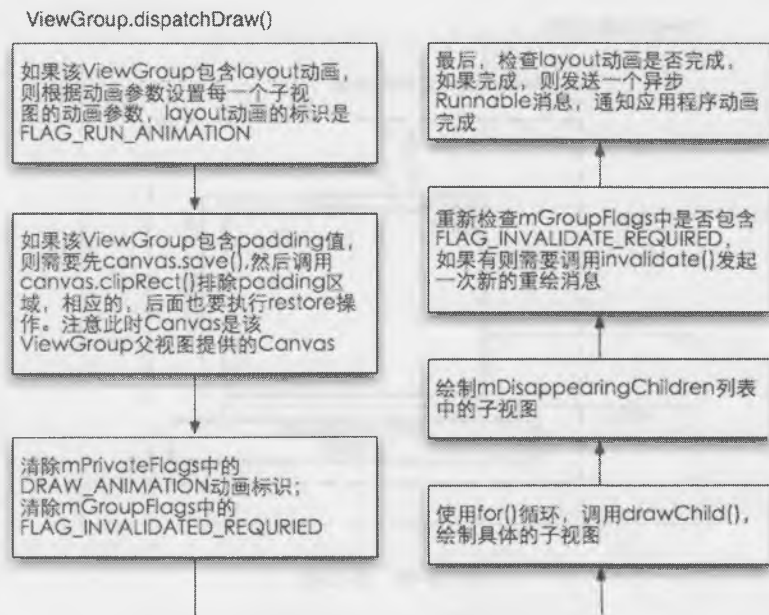 ViewGroup.dispatchDraw()
如果该ViewGroup包含layout动画，
则根据动画参数设置每一个子视
图的动画参数，layout动画的标识是
FLAG_RUN_ANIMATION
如果该ViewGroup包含padding值，
则需要先canvas.save(),然后调用
canvas.clipRect()排除padding区
域，相应的，后面也要执行restore操
作。注意此时Canvas是该
ViewGroup父视图提供的Canvas
清除mPrivateFlags中的
DRAW_ANIMATION动画标识；
清除mGroupFlags中的
FLAG_INVALIDATED_REQURIED
使用for()循环，调用drawChild()，
绘制具体的子视图
绘制mDisappearingChildren列表
中的子视图
重新检查mGroupFlags中是否包含
FLAG_INVALIDATE_REQUIRED，
如果有则需要调用invalidate()发起
一次新的重绘消息
最后，检查layout动画是否完成，
如果完成，则发送一个异步
Runnable消息，通知应用程序动画
完成